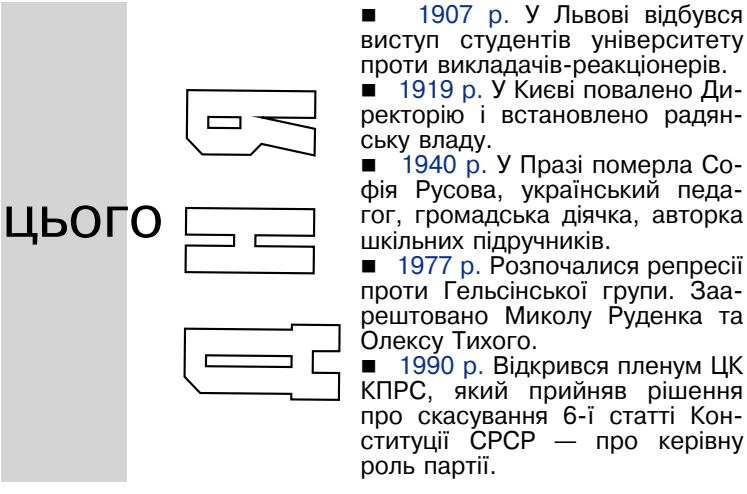 цього
дня
■ 1907 р. У Львові відбувся
виступ студентів університету
проти викладачів-реакціонерів.
■ 1919 р. У Києві повалено Ди-
ректорію і встановлено радян-
ську владу.
■ 1940 р. У Празі померла Со-
фія Русова, український педа-
гог, громадська діячка, авторка
шкільних підручників.
■ 1977 р. Розпочалися репресії
проти Гельсінської групи. Заа-
рештовано Миколу Руденка та
Олексу Тихого.
■ 1990 р. Відкрився пленум ЦК
КПРС, який прийняв рішення
про скасування 6-ї статті Кон-
ституції СРСР — про керівну
роль партії.